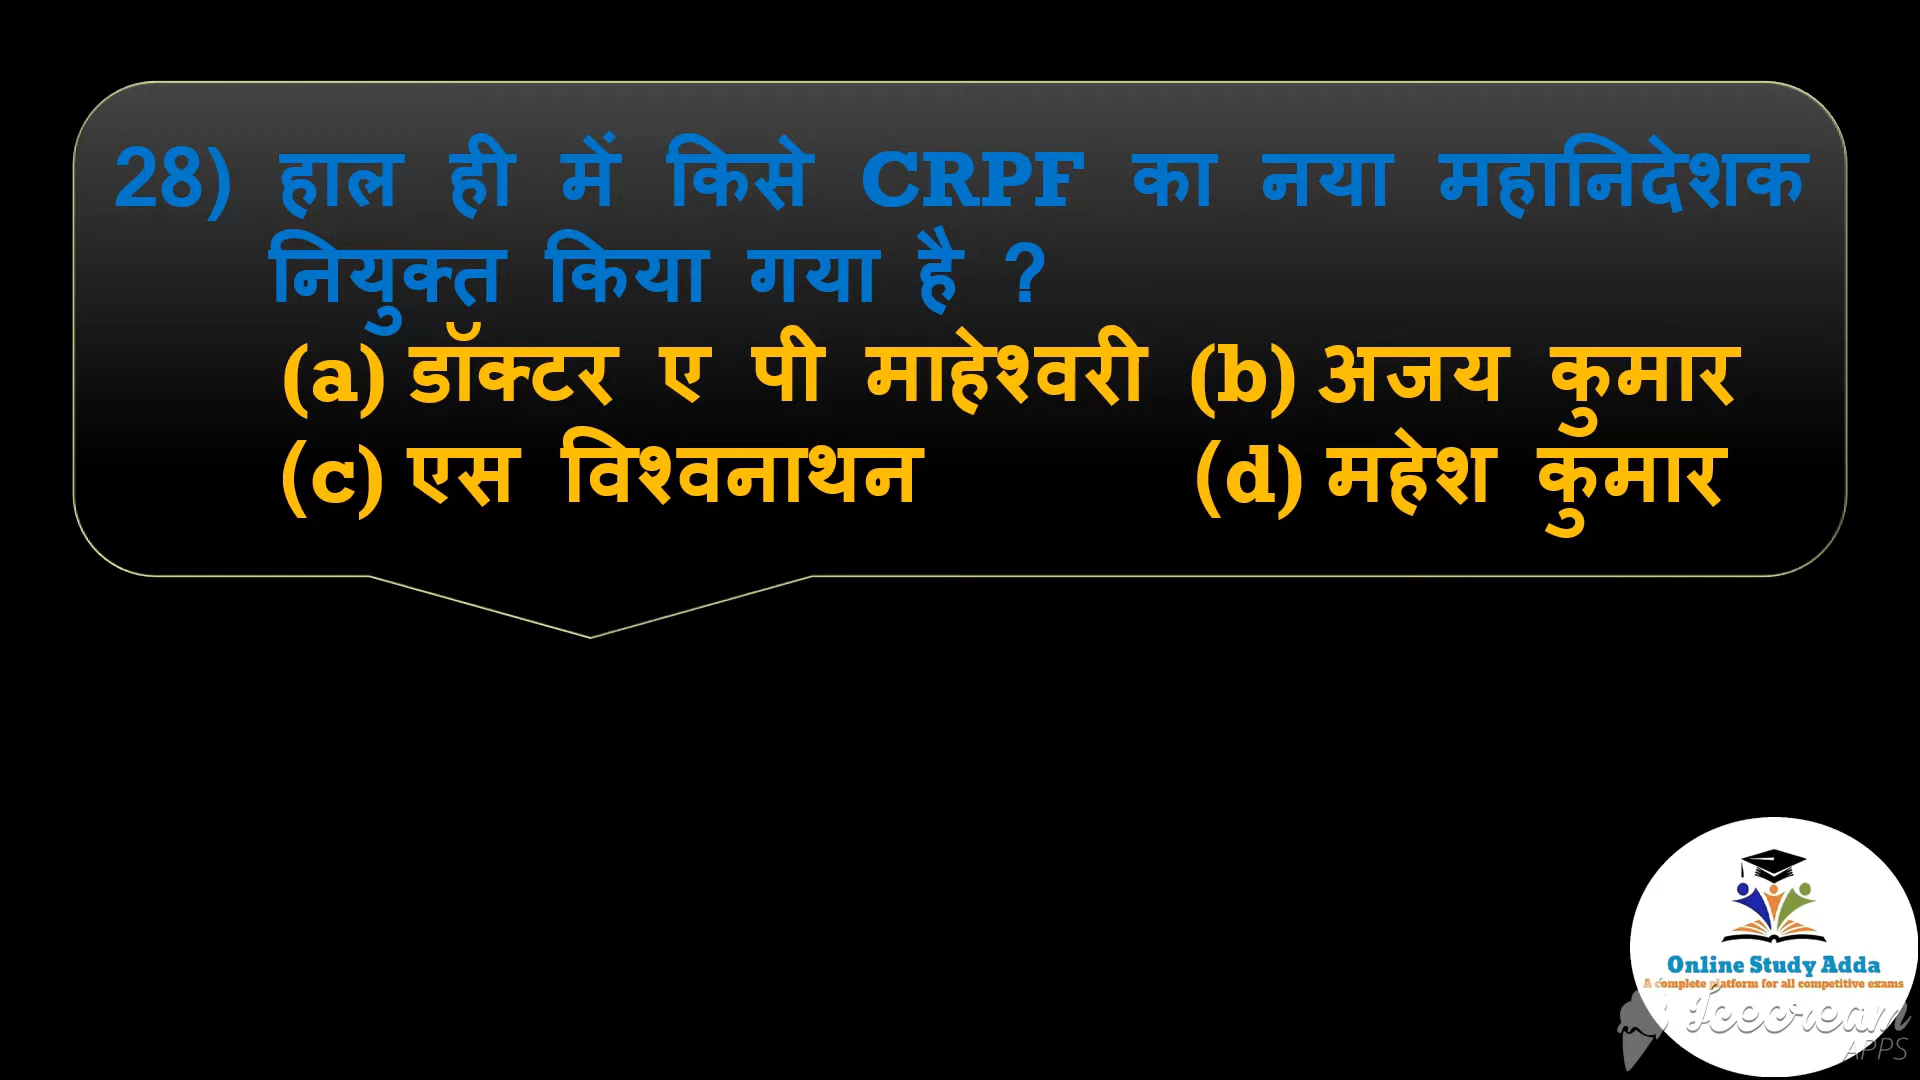 28) हाल ही में किसे CRPF का नया महानिदेशक
नियुक्त किया गया है ?
(a) डॉक्टर ए पी माहेश्वरी (b) अजय कुमार
(c) एस विश्वनाथन (d) महेश कुमार
Online Study Adda
A complete platform for all competitive exams
Icecream
APPS